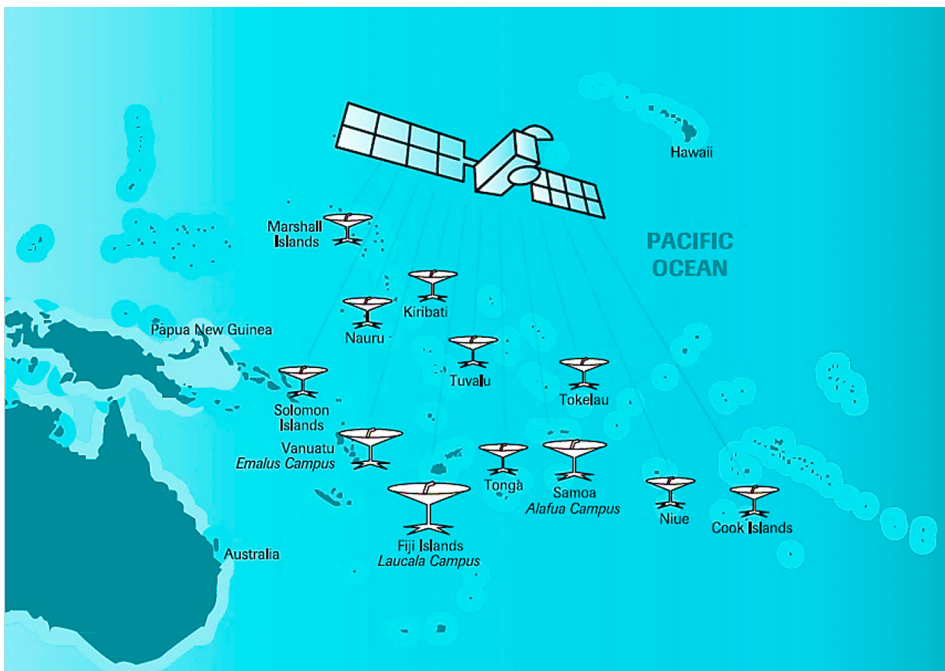 Hawaii
Marshall
Islands
PACIFIC
OCEAN
Kiribati
Papua New Guinea
Nauru
Tuvalu
Tokelau
Solomon
Islands
Vanuatu
Emalus Campus
Tonga
Samoa
Alafua Campus
Niue
Cook Islands
Fiji Islands
Laucala Campus
Australia